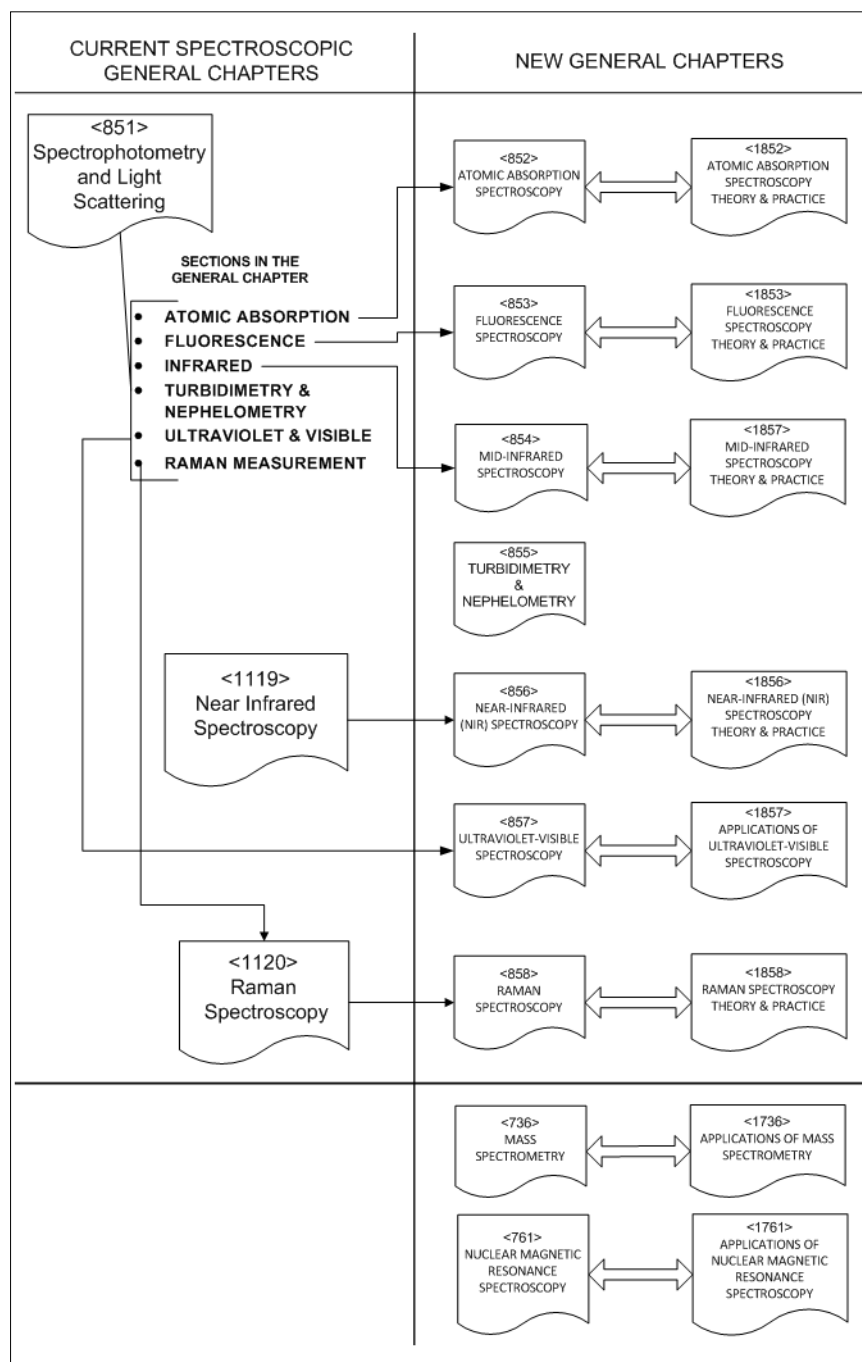 CURRENT SPECTROSCOPIC
GENERAL CHAPTERS
NEW GENERAL CHAPTERS
<851>
Spectrophotometry
and Light
Scattering
SECTIONS IN THE
GENERAL CHAPTER
• ATOMIC ABSORPTION
• FLUORESCENCE
• INFRARED
• TURBIDIMETRY &
NEPHELOMETRY
• ULTRAVIOLET & VISIBLE
• RAMAN MEASUREMENT
<852>
ATOMIC ABSORPTION
SPECTROSCOPY
<1852>
ATOMIC ABSORPTION
SPECTROSCOPY
THEORY & PRACTICE
<853>
FLUORESCENCE
SPECTROSCOPY
<1853>
FLUORESCENCE
SPECTROSCOPY
THEORY & PRACTICE
<854>
MID-INFRARED
SPECTROSCOPY
<1857>
MID-INFRARED
SPECTROSCOPY
THEORY & PRACTICE
<855>
TURBIDIMETRY
&
NEPHELOMETRY
<1119>
Near Infrared
Spectroscopy
<856>
NEAR-INFRARED
(NIR) SPECTROSCOPY
<1856>
NEAR-INFRARED (NIR)
SPECTROSCOPY
THEORY & PRACTICE
<857>
ULTRAVIOLET-VISIBLE
SPECTROSCOPY
<1857>
APPLICATIONS OF
ULTRAVIOLET-VISIBLE
SPECTROSCOPY
<1120>
Raman
Spectroscopy
<858>
RAMAN
SPECTROSCOPY
<1858>
RAMAN SPECTROSCOPY
THEORY & PRACTICE
<736>
MASS
SPECTROMETRY
<1736>
APPLICATIONS OF MASS
SPECTROMETRY
<761>
NUCLEAR MAGNETIC
RESONANCE
SPECTROSCOPY
<1761>
APPLICATIONS OF
NUCLEAR MAGNETIC
RESONANCE
SPECTROSCOPY